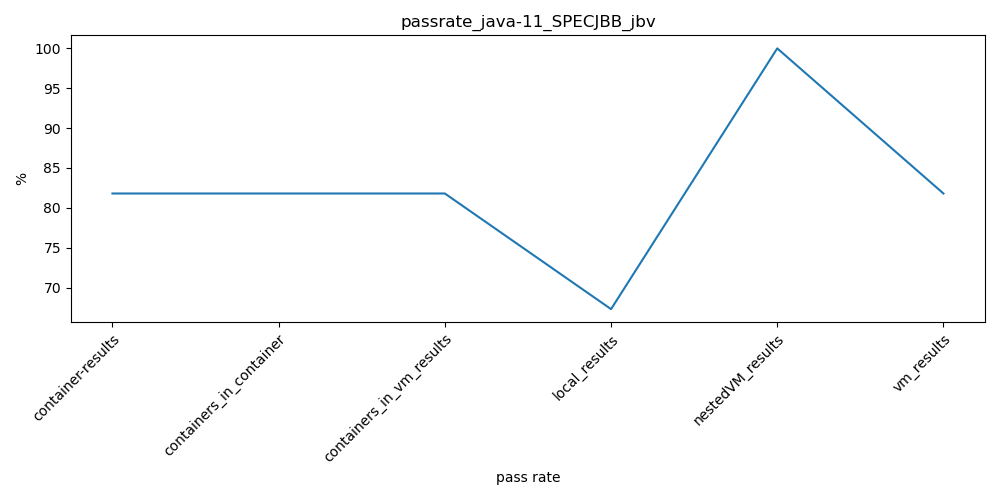 passrate_java-11_SPECJBB_jbv
%
100
95
90
85
80
75
70
container-results
containers_in_container
containers_in_vm_results
local_results
nestedVM_results
vm_results
pass rate